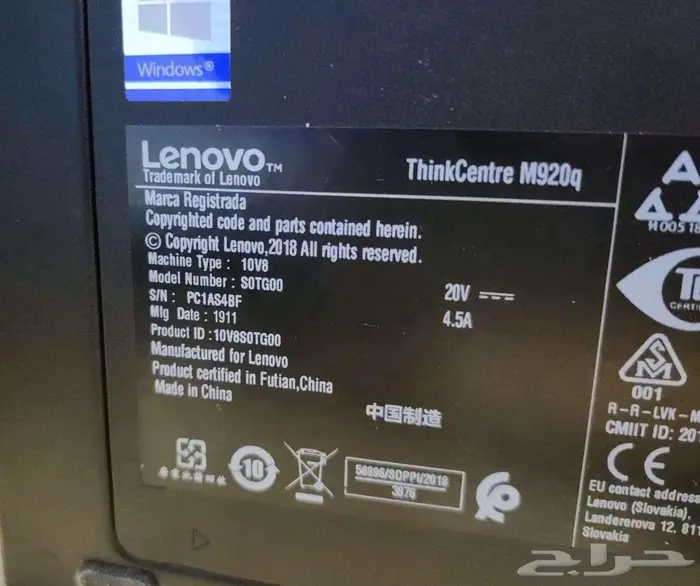 Windows®
Lenovo™
ThinkCentre M920q
Trademark of Lenovo
Marca Registrada
Copyrighted code and parts contained herein.
© Copyright Lenovo,2018 All rights reserved.
Machine Type : 10V8
Model Number : S0TG00
S/N : PC1AS4BF
Mfg Date : 1911
Product ID :10V8S0TG00
Manufactured for Lenovo
Product certified in Futian,China
Made in China
20V
4.5A
中国制造
10
56896/SDPPI/2018
3876
001
R-R-LVK-M
CMIIT ID: 201
CE
EU contact address
Lenovo (Slovakia),
Landererova 12, 811
Slovakia
حراج